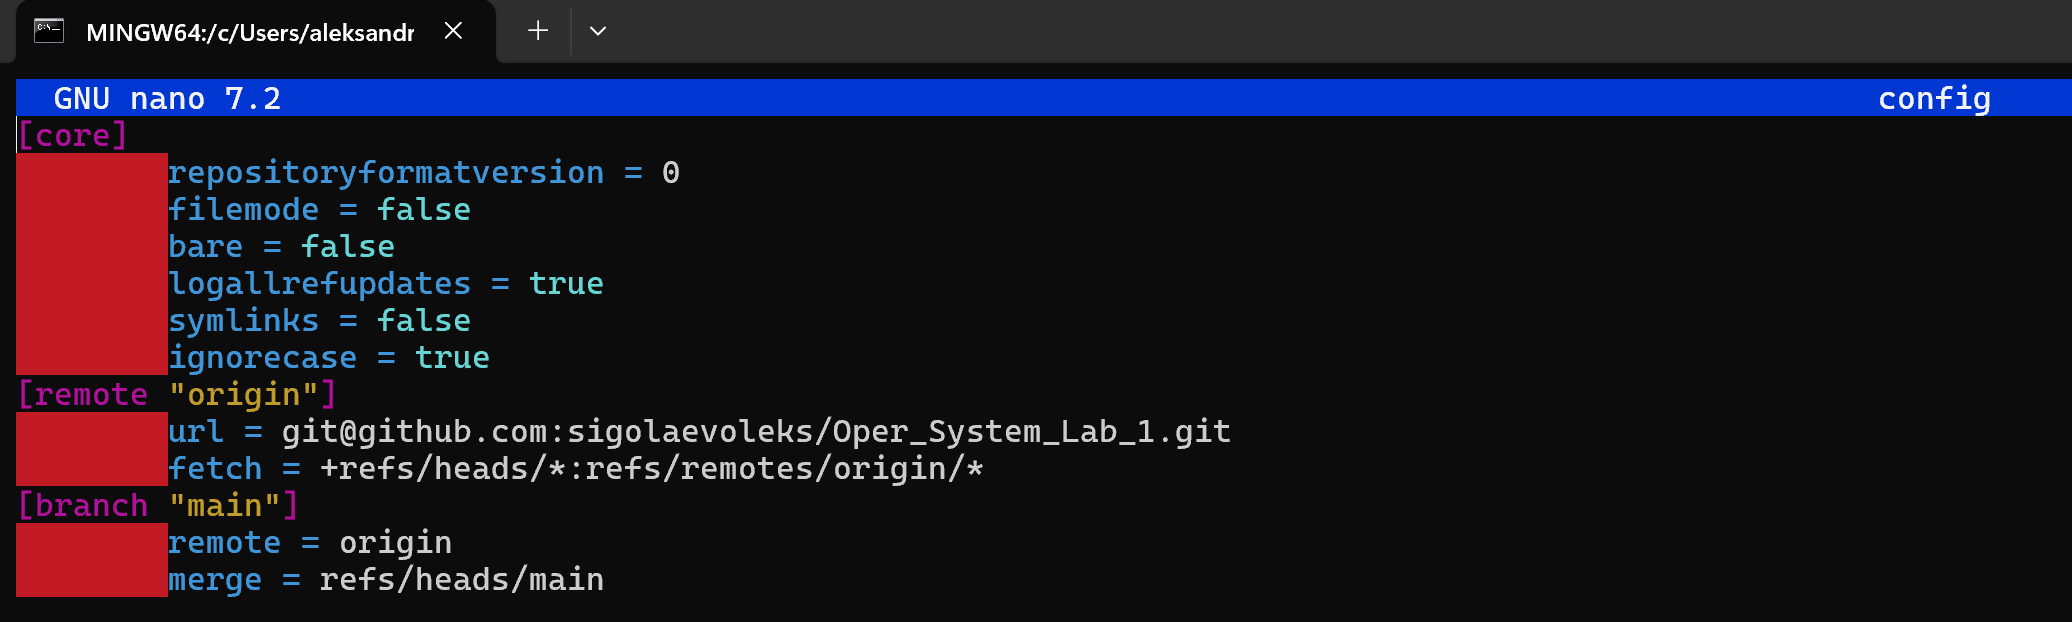 MINGW64:/c/Users/aleksandr
GNU nano 7.2 config
[core]
repositoryformatversion = 0
filemode = false
bare = false
logallrefupdates = true
symlinks = false
ignorecase = true
[remote "origin"]
url = git@github.com:sigolaevoleks/Oper_System_Lab_1.git
fetch = +refs/heads/*:refs/remotes/origin/*
[branch "main"]
remote = origin
merge = refs/heads/main